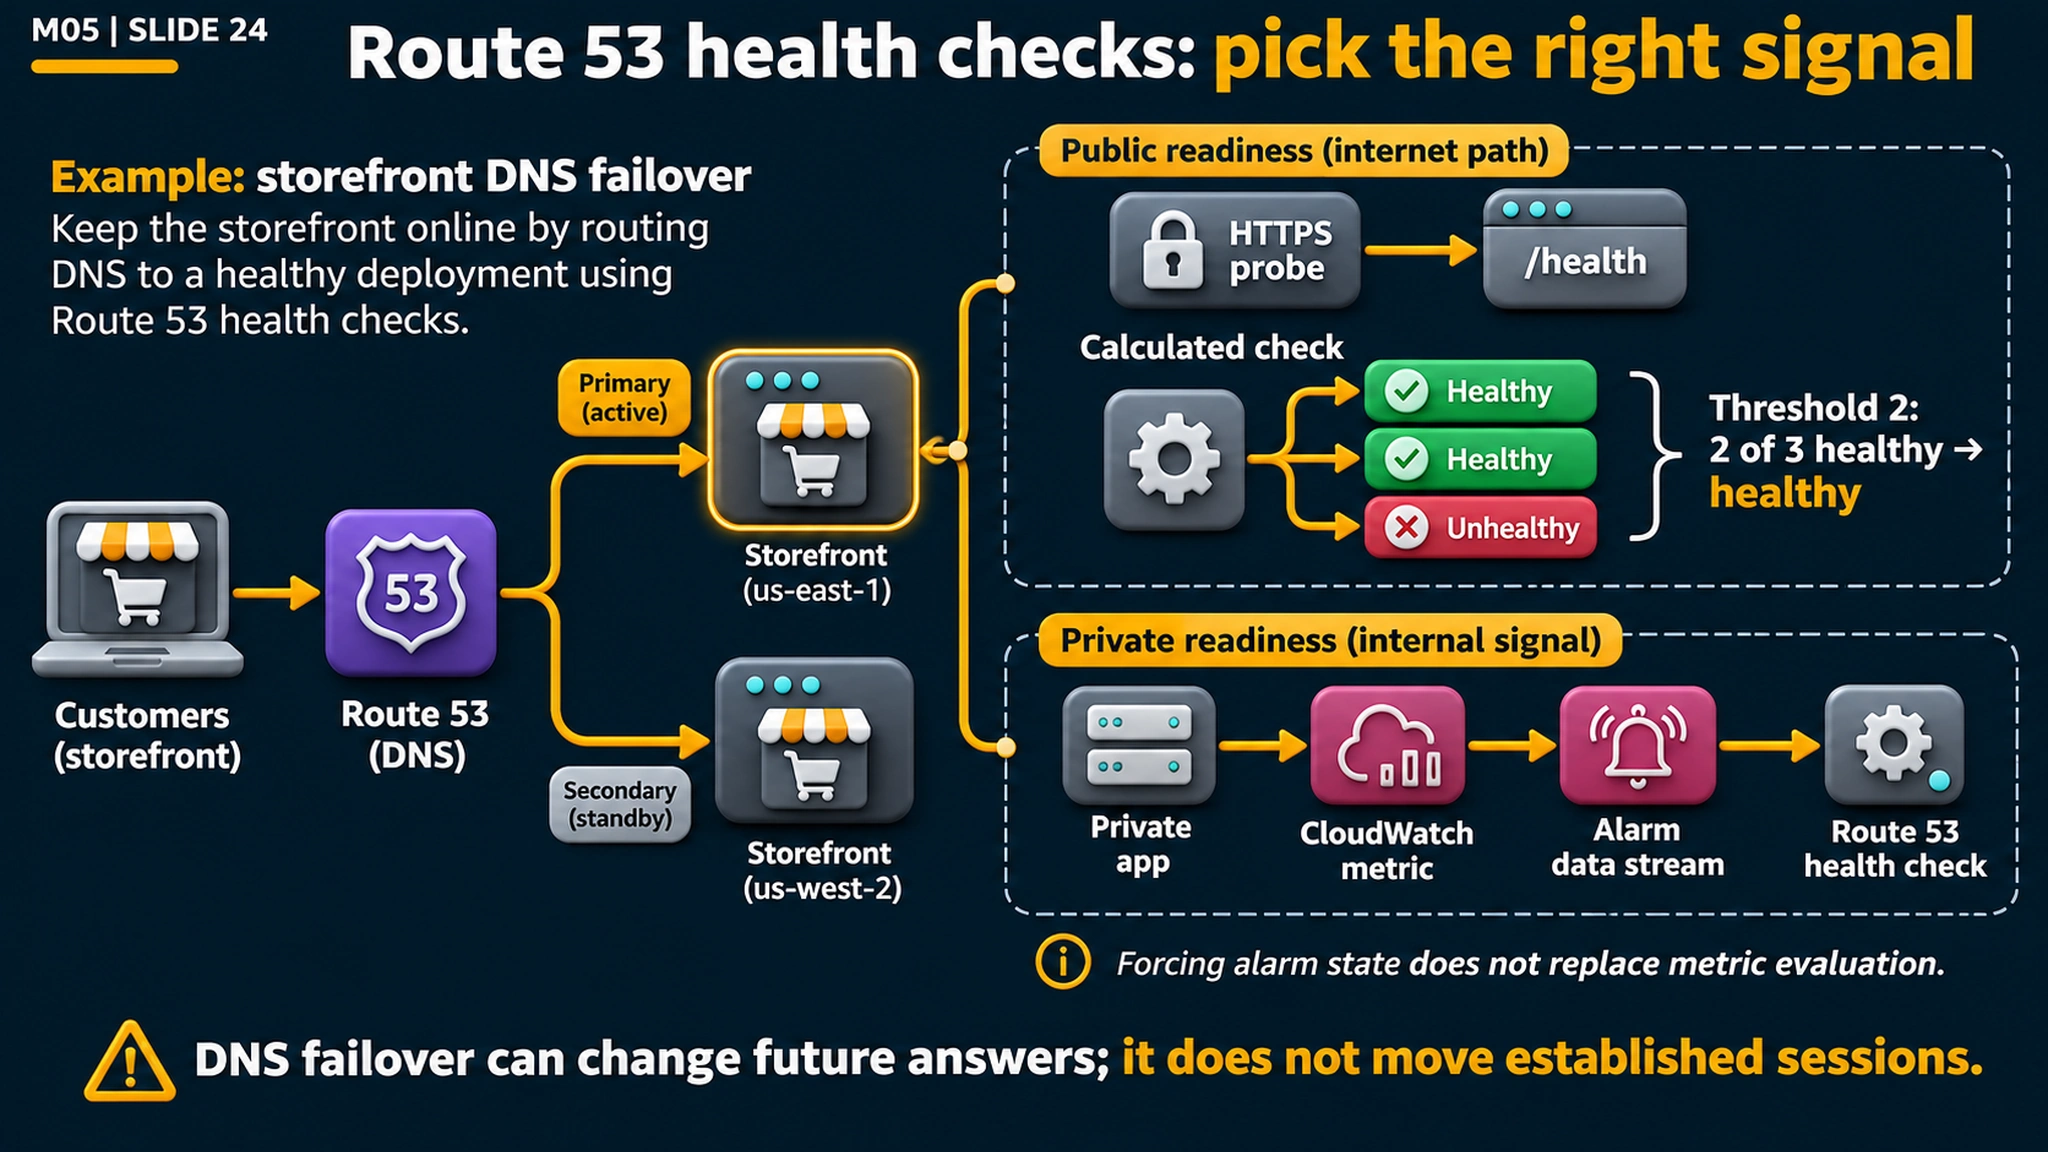 M05 | SLIDE 24
Route 53 health checks: pick the right signal
Example: storefront DNS failover
Keep the storefront online by routing
DNS to a healthy deployment using
Route 53 health checks.
Customers
(storefront)
53
Route 53
(DNS)
Primary
(active)
Storefront
(us-east-1)
Secondary
(standby)
Storefront
(us-west-2)
Public readiness (internet path)
HTTPS
probe
/health
Calculated check
Healthy
Healthy
Unhealthy
Threshold 2:
2 of 3 healthy →
healthy
Private readiness (internal signal)
Private
app
CloudWatch
metric
Alarm
data stream
Route 53
health check
Forcing alarm state does not replace metric evaluation.
DNS failover can change future answers; it does not move established sessions.